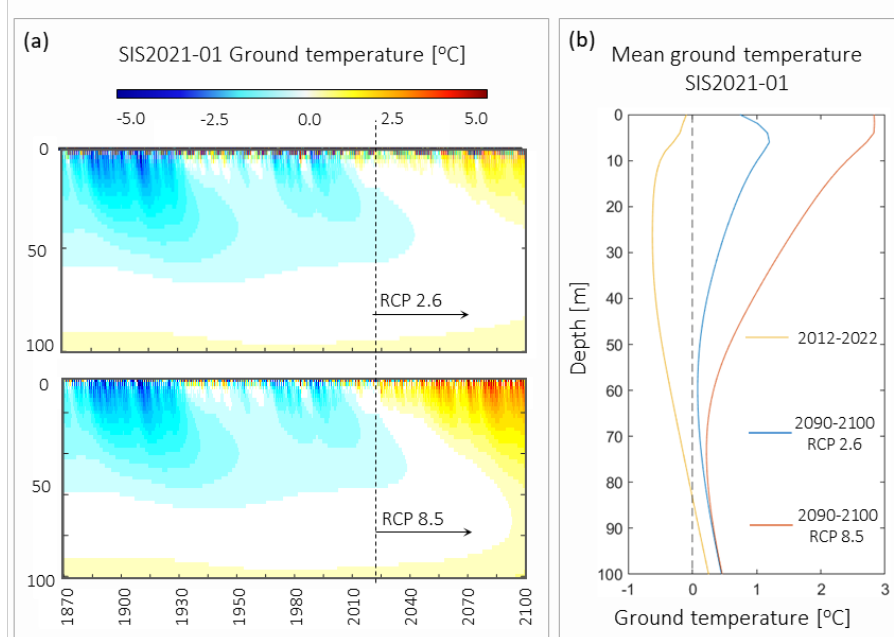 (a)
SIS2021-01 Ground temperature [°C]
-5.0 -2.5 0.0 2.5 5.0
0
50
100
RCP 2.6
0
50
100
RCP 8.5
1870 1900 1930 1950 1980 2010 2040 2070 2100
(b)
Mean ground temperature
SIS2021-01
0
10
20
30
40
50
60
70
80
90
100
Depth [m]
2012-2022
2090-2100
RCP 2.6
2090-2100
RCP 8.5
-1 0 1 2 3
Ground temperature [°C]